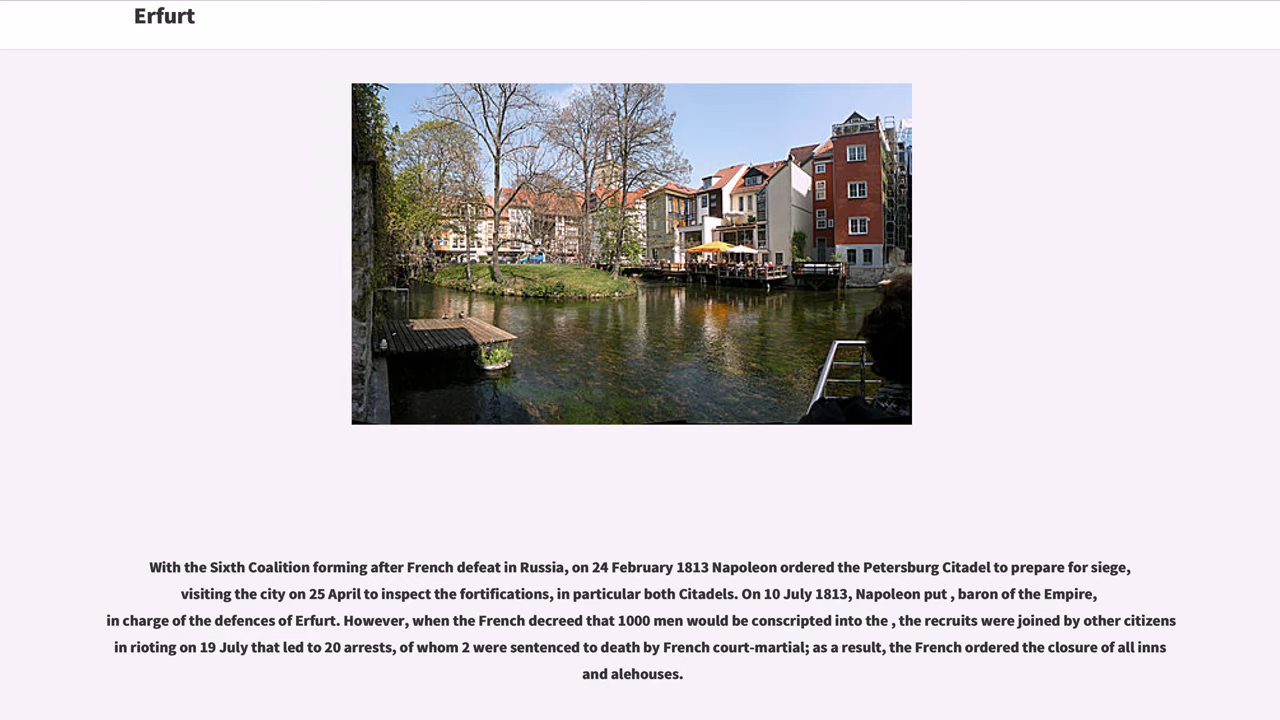 Erfurt
With the Sixth Coalition forming after French defeat in Russia, on 24 February 1813 Napoleon ordered the Petersburg Citadel to prepare for siege,
visiting the city on 25 April to inspect the fortifications, in particular both Citadels. On 10 July 1813, Napoleon put , baron of the Empire,
in charge of the defences of Erfurt. However, when the French decreed that 1000 men would be conscripted into the , the recruits were joined by other citizens
in rioting on 19 July that led to 20 arrests, of whom 2 were sentenced to death by French court-martial; as a result, the French ordered the closure of all inns
and alehouses.